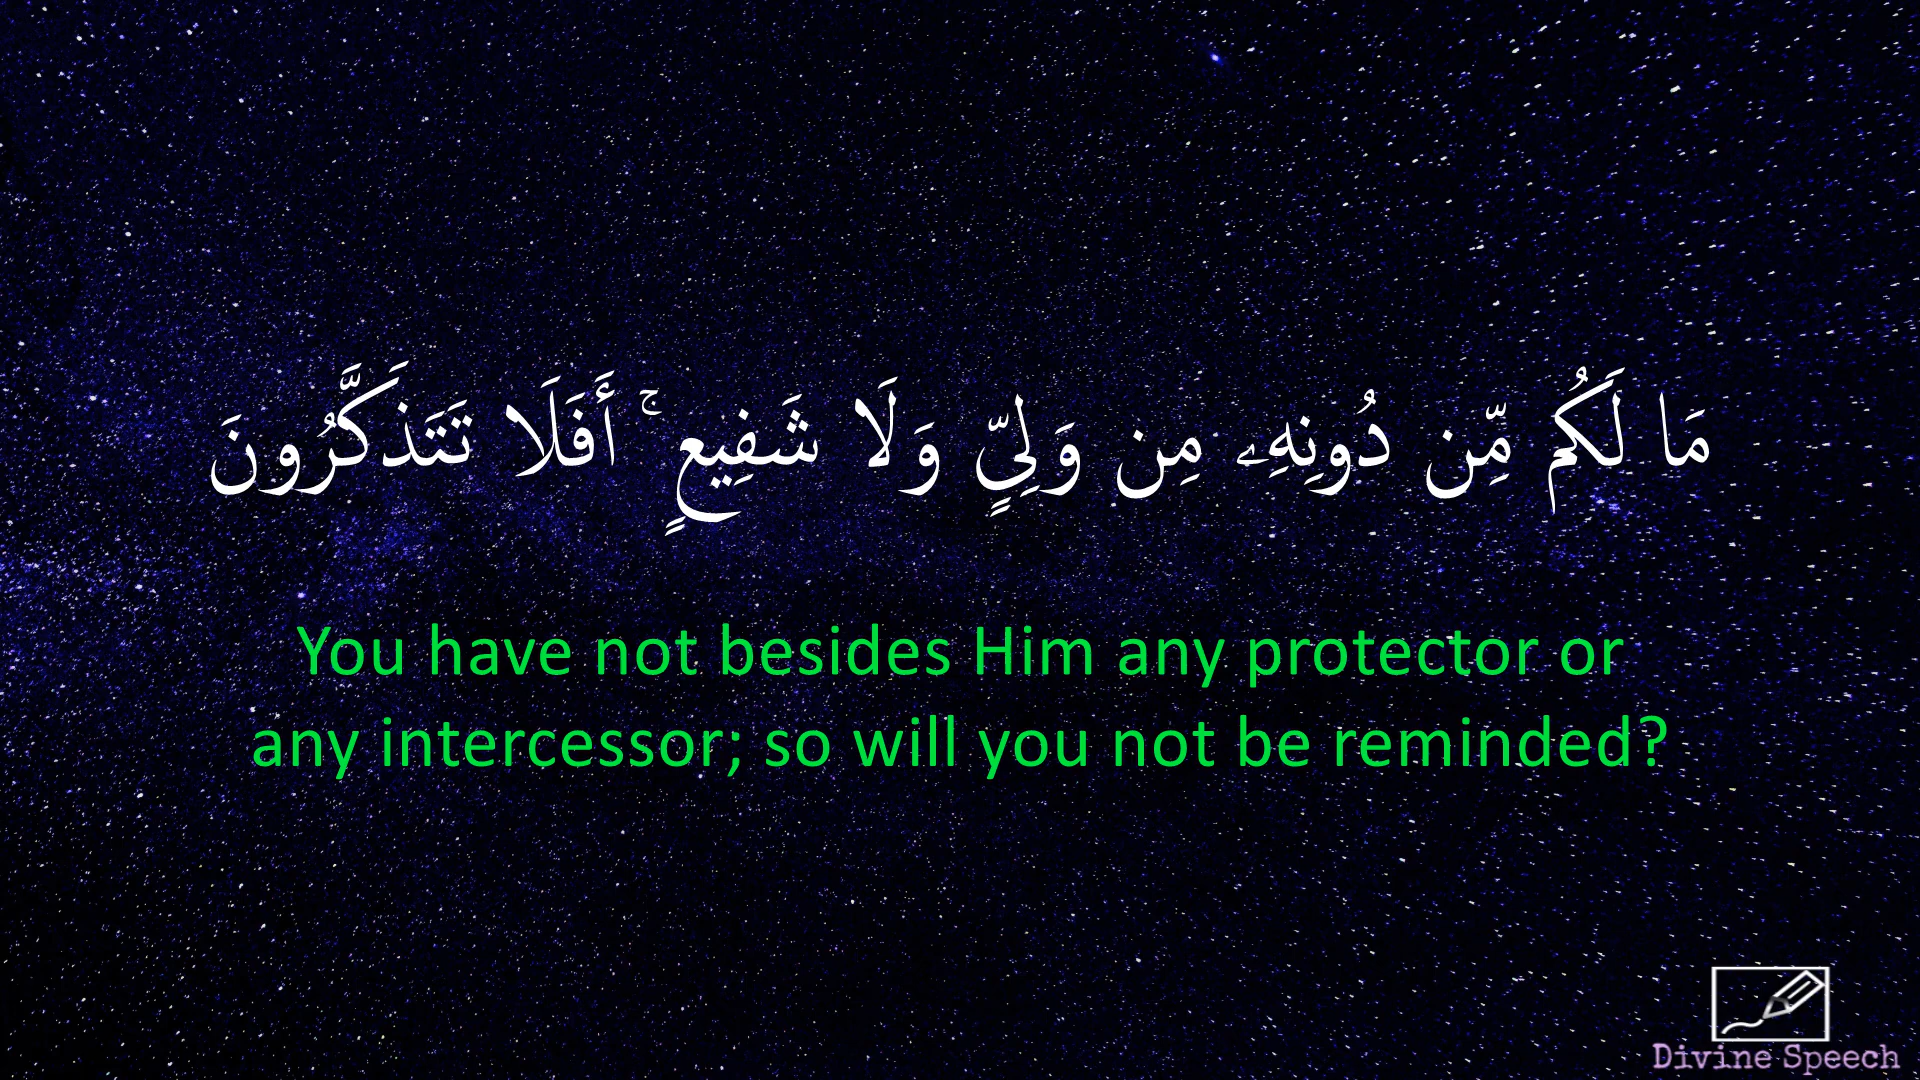 مَا لَكُم مِّن دُونِهِۦ مِن وَلِيٍّ وَلَا شَفِيعٍ ۚ أَفَلَا تَتَذَكَّرُونَ
You have not besides Him any protector or
any intercessor; so will you not be reminded?
Divine Speech